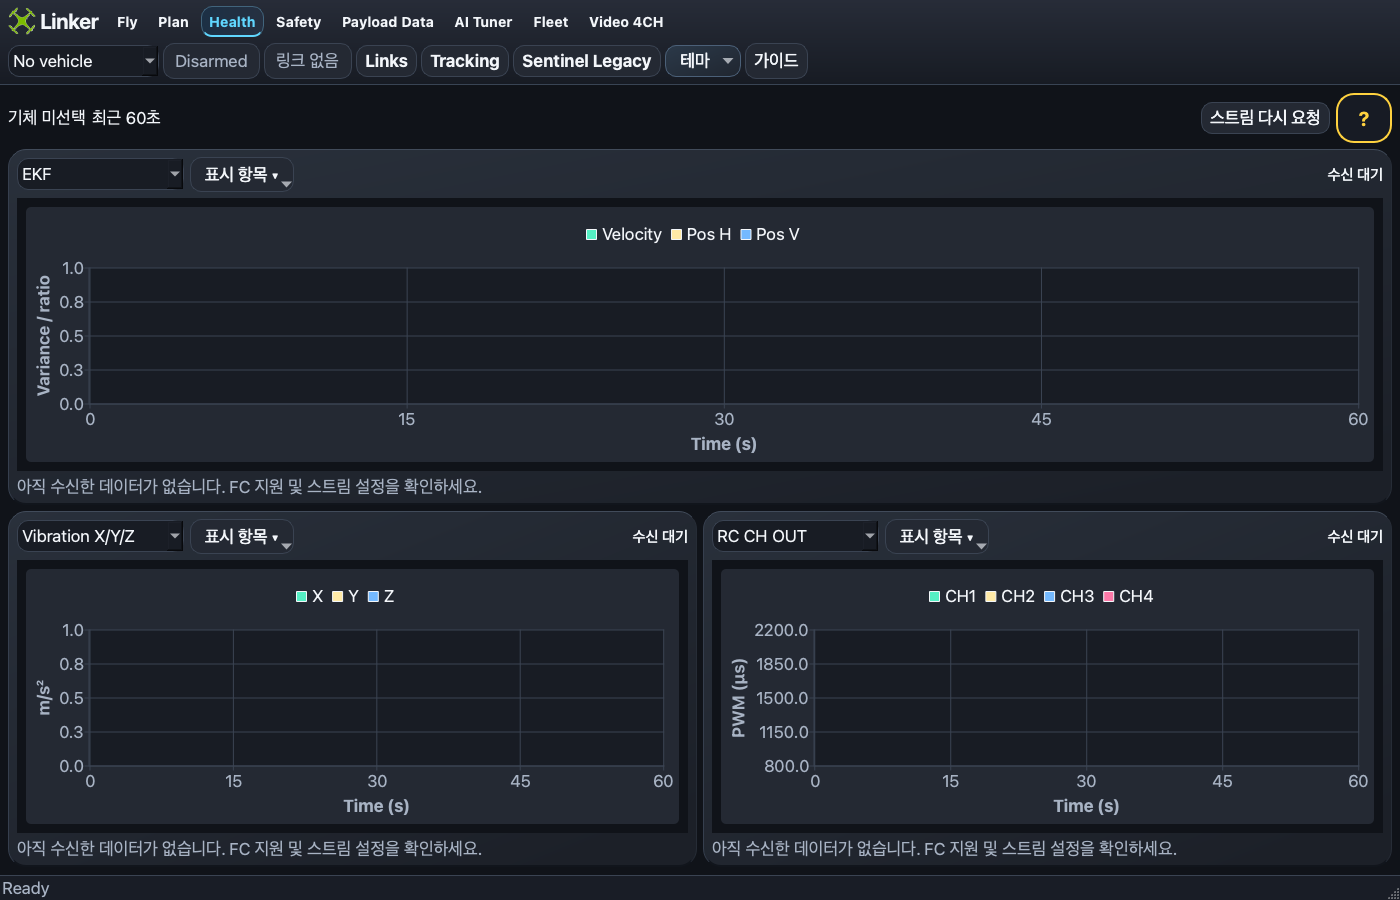 Linker Fly Plan Health Safety Payload Data AI Tuner Fleet Video 4CH
No vehicle Disarmed 링크 없음 Links Tracking Sentinel Legacy 테마 가이드
기체 미선택 최근 60초 스트림 다시 요청 ?
EKF 표시 항목 ▾ 수신 대기
Velocity Pos H Pos V
Variance / ratio
1.0
0.8
0.5
0.3
0.0
0 15 30 45 60
Time (s)
아직 수신한 데이터가 없습니다. FC 지원 및 스트림 설정을 확인하세요.
Vibration X/Y/Z 표시 항목 ▾ 수신 대기
X Y Z
m/s²
1.0
0.8
0.5
0.3
0.0
0 15 30 45 60
Time (s)
아직 수신한 데이터가 없습니다. FC 지원 및 스트림 설정을 확인하세요.
RC CH OUT 표시 항목 ▾ 수신 대기
CH1 CH2 CH3 CH4
PWM (µs)
2200.0
1850.0
1500.0
1150.0
800.0
0 15 30 45 60
Time (s)
아직 수신한 데이터가 없습니다. FC 지원 및 스트림 설정을 확인하세요.
Ready